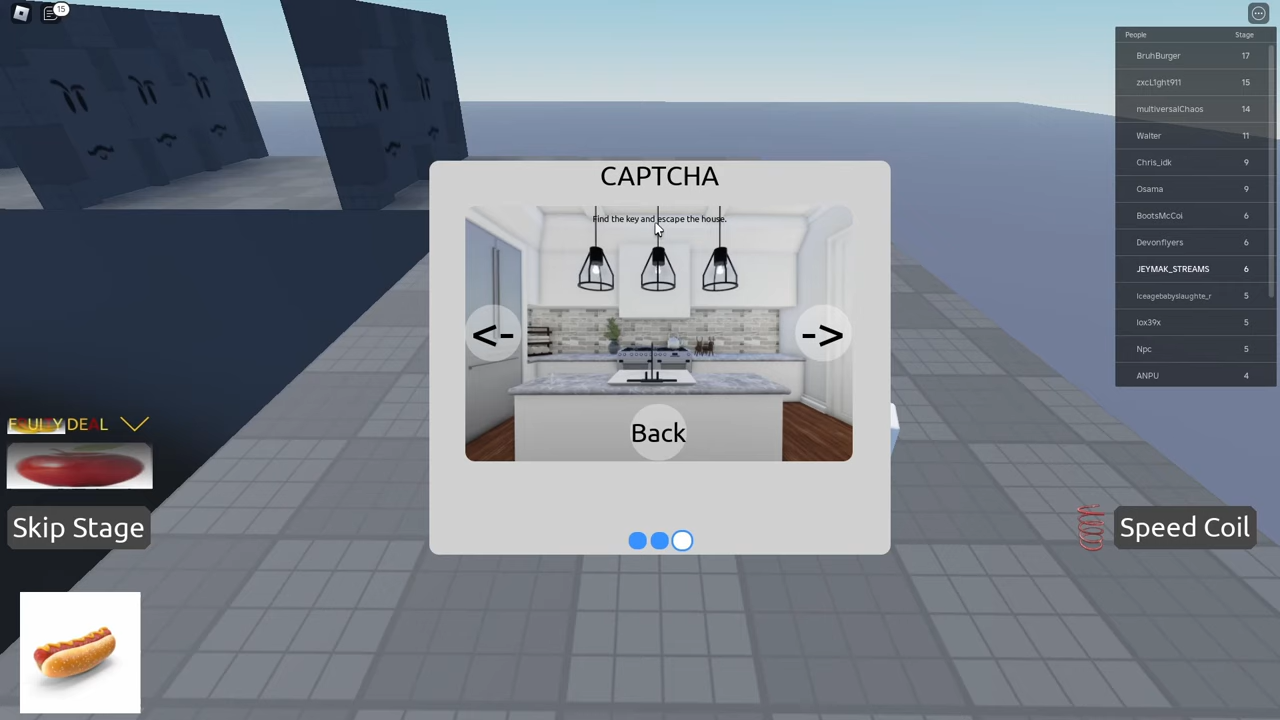 15
People Stage
BruhBurger 17
zxcL1ght911 15
multiversalChaos 14
Walter 11
Chris_idk 9
Osama 9
BootsMcCoi 6
Devonflyers 6
JEYMAK_STREAMS 6
Iceagebabyslaughte_r 5
lox39x 5
Npc 5
ANPU 4
CAPTCHA
Find the key and escape the house.
<- ->
Back
DEAL
Skip Stage
Speed Coil